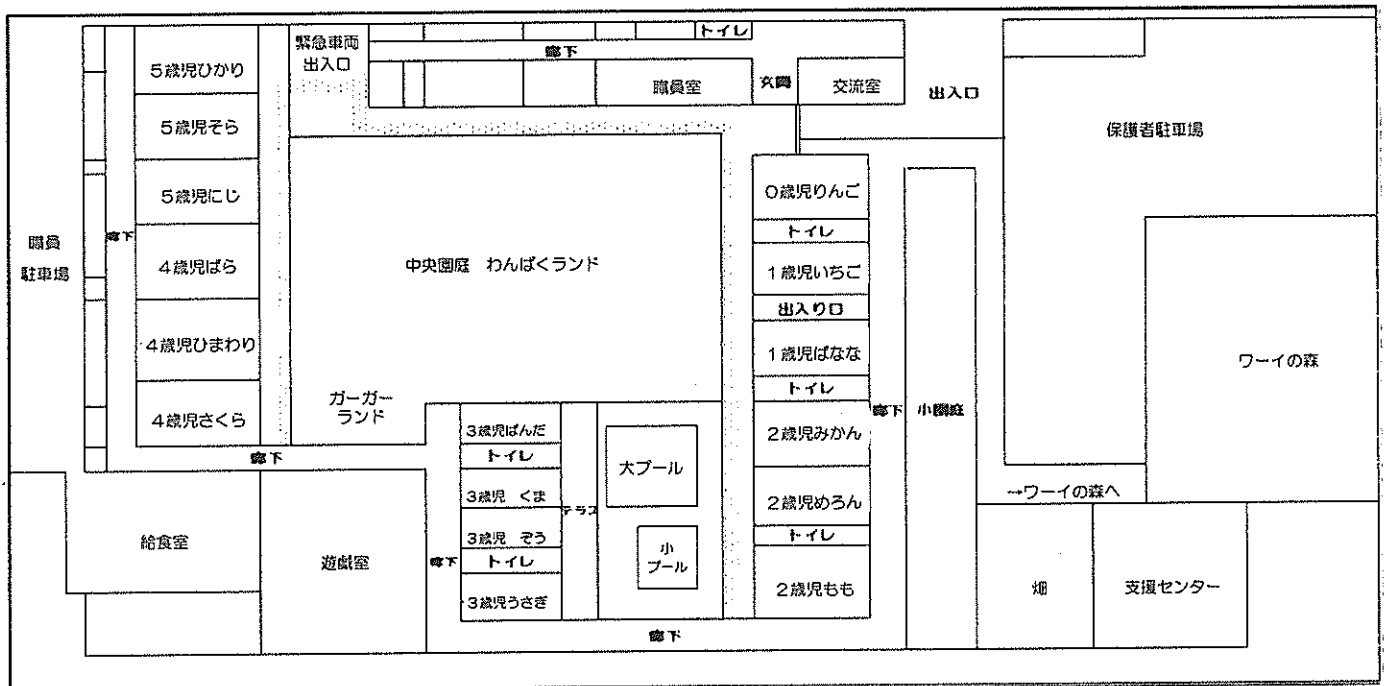 緊急車両
出入口
トイレ
廊下
職員室
玄関
交流室
出入口
保護者駐車場
5歳児ひかり
5歳児そら
5歳児にじ
4歳児ばら
4歳児ひまわり
4歳児さくら
廊下
職員
駐車場
中央園庭 わんぱくランド
ガーガー
ランド
0歳児りんご
トイレ
1歳児いちご
出入り口
1歳児ばなな
トイレ
2歳児みかん
2歳児めろん
トイレ
2歳児もも
廊下
小園庭
ワーイの森
→ワーイの森へ
廊下
3歳児ぱんだ
トイレ
3歳児 くま
3歳児 ぞう
トイレ
3歳児うさぎ
テラス
大プール
小
プール
給食室
遊戯室
廊下
廊下
畑
支援センター